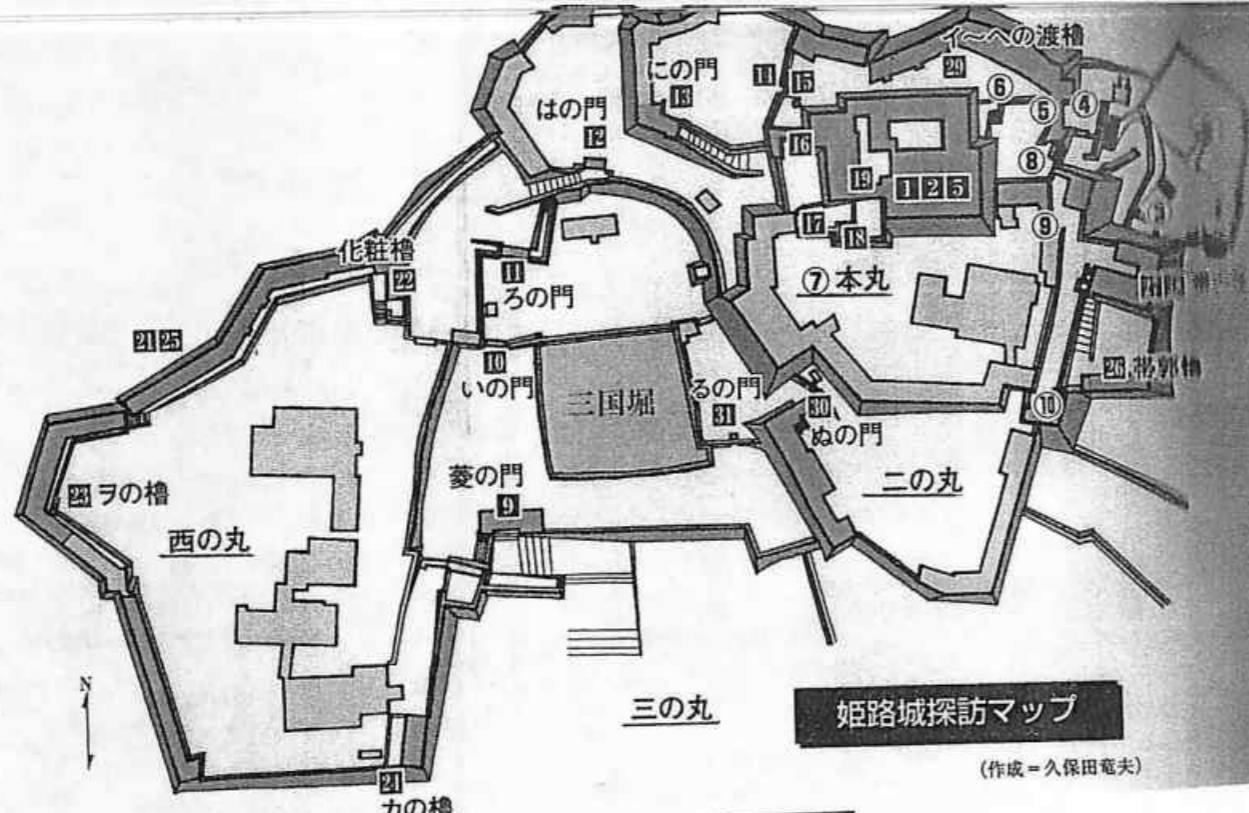 イ〜への渡櫓
29
にの門
13
14
15
⑥
⑤
④
はの門
12
16
⑧
19
1 2 5
17
18
⑨
化粧櫓
22
11
ろの門
⑦本丸
21 25
10
いの門
三国堀
るの門
31
30
ぬの門
26 帯郭櫓
⑩
菱の門
9
二の丸
23 ヲの櫓
西の丸
N
三の丸
姫路城探訪マップ
(作成=久保田竜夫)
24
カの櫓